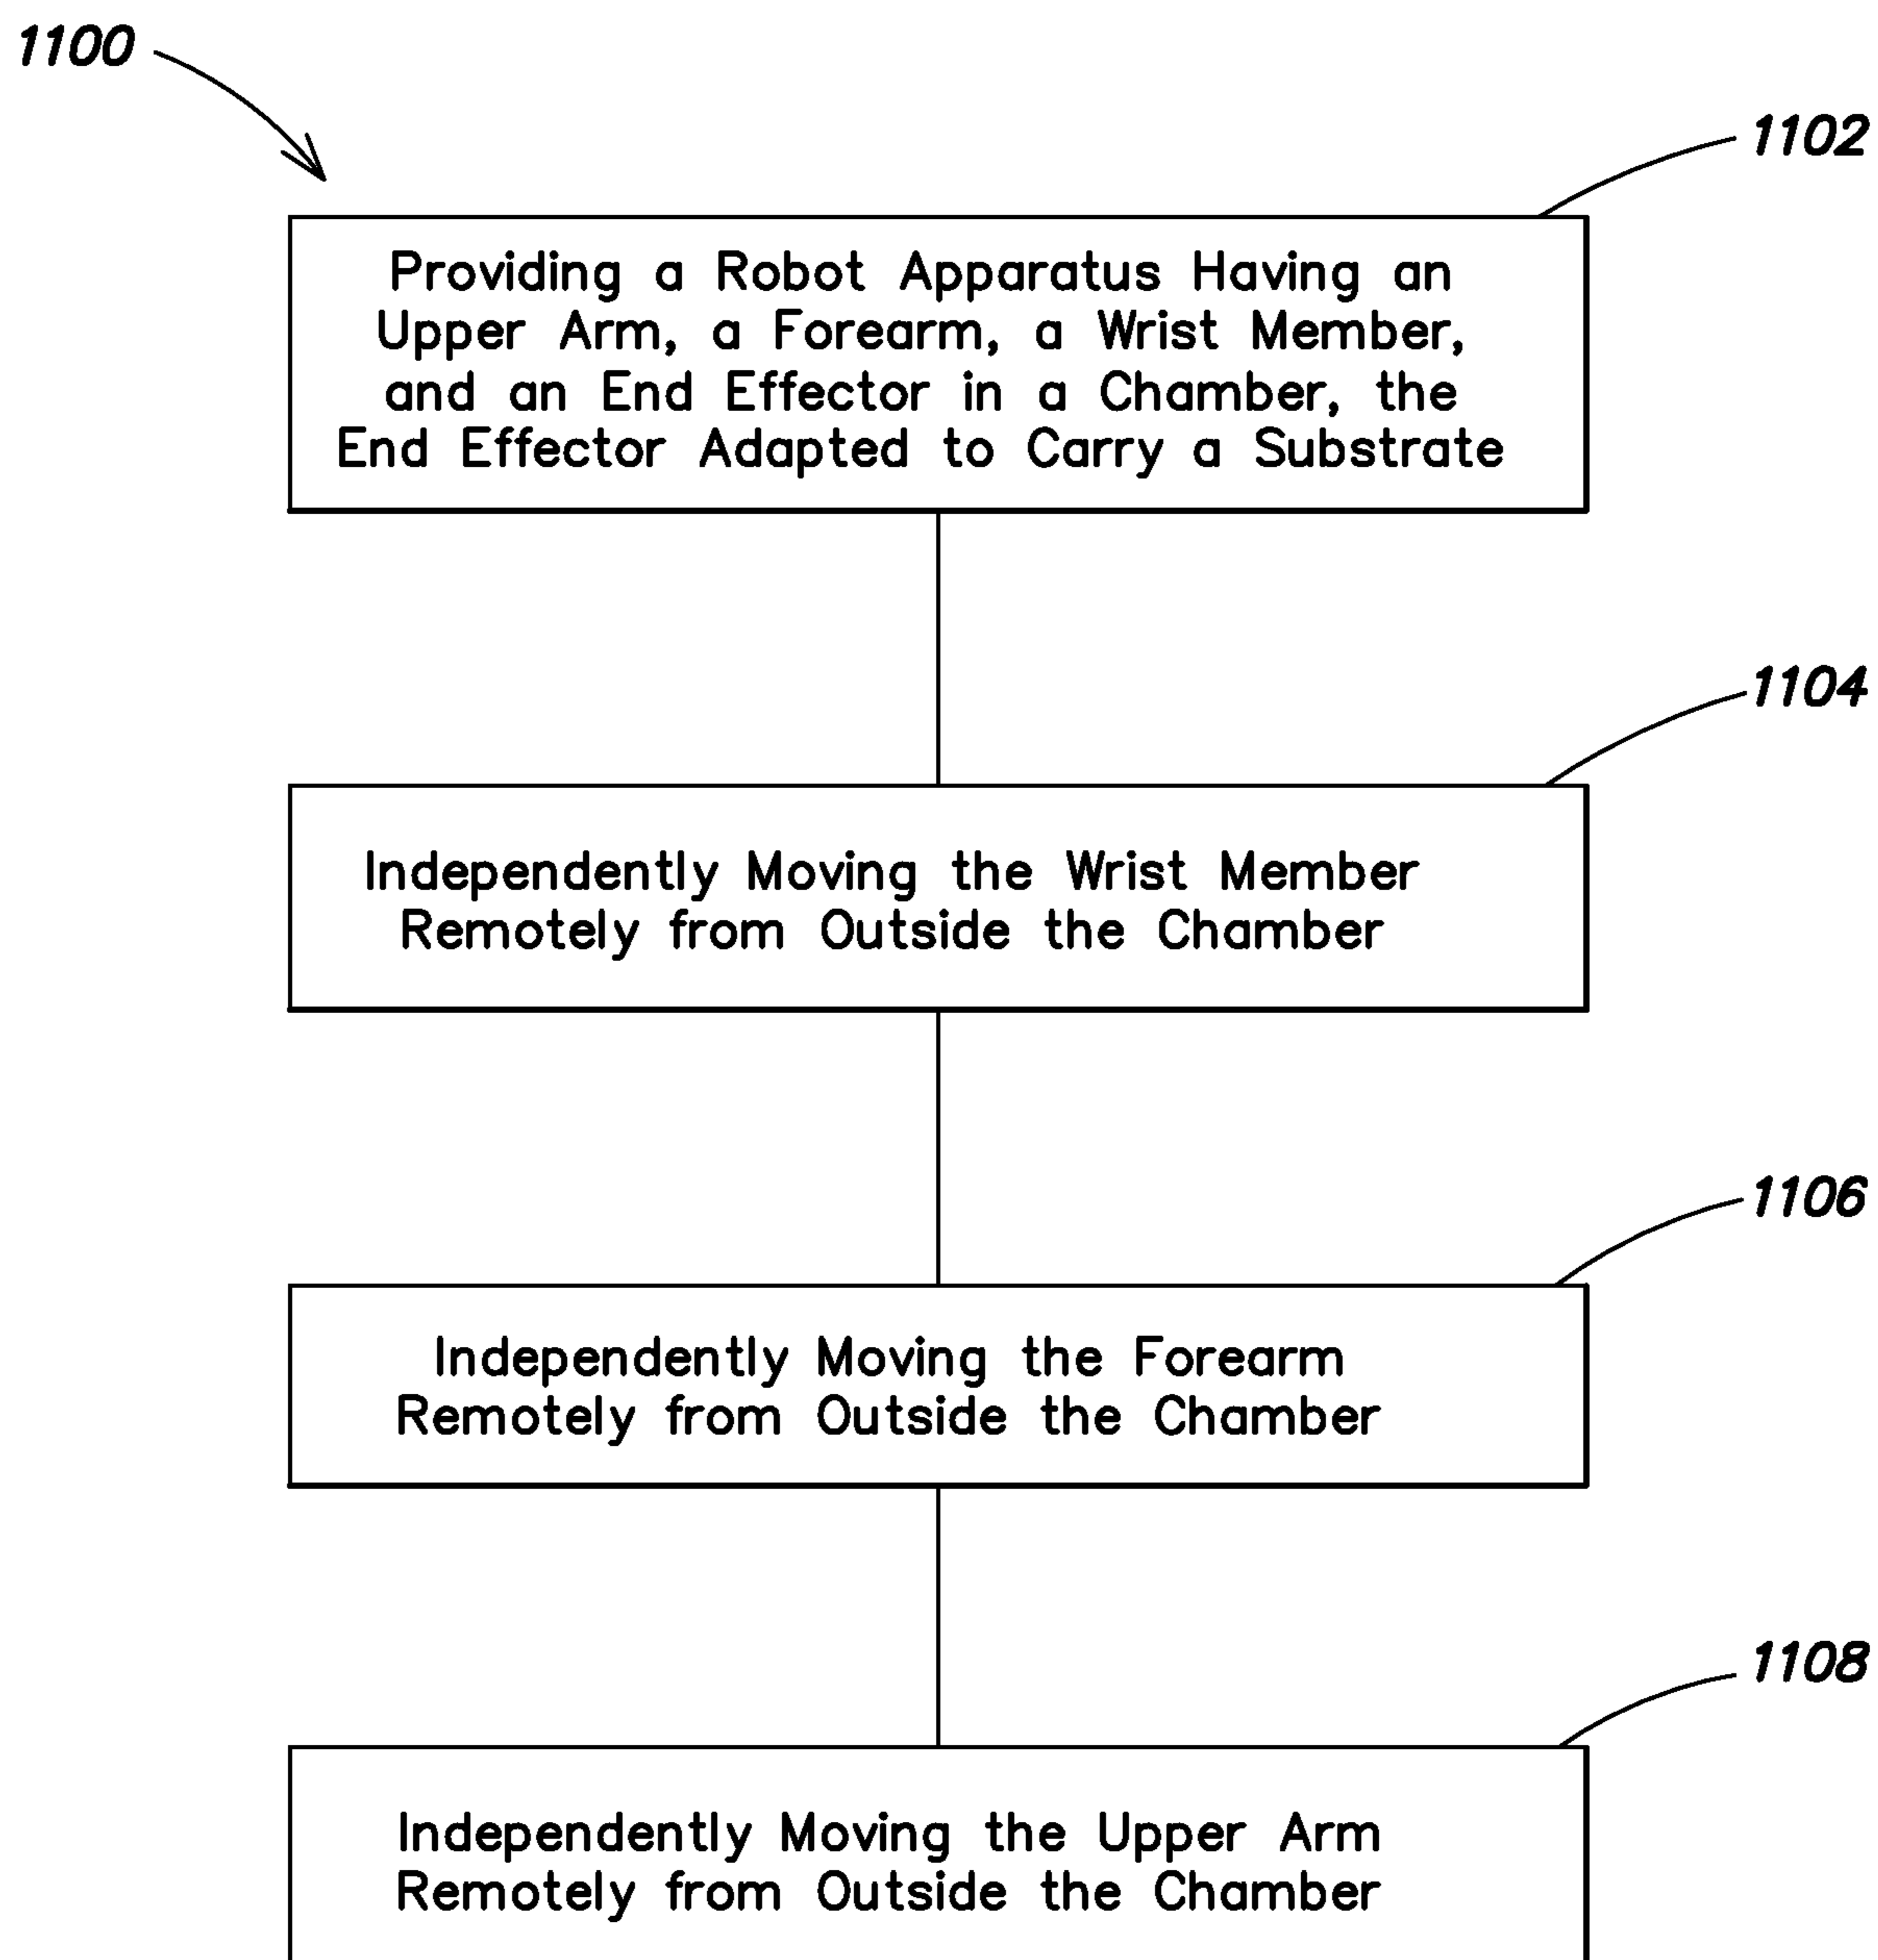 1100
1102
Providing a Robot Apparatus Having an
Upper Arm, a Forearm, a Wrist Member,
and an End Effector in a Chamber, the
End Effector Adapted to Carry a Substrate
1104
Independently Moving the Wrist Member
Remotely from Outside the Chamber
1106
Independently Moving the Forearm
Remotely from Outside the Chamber
1108
Independently Moving the Upper Arm
Remotely from Outside the Chamber